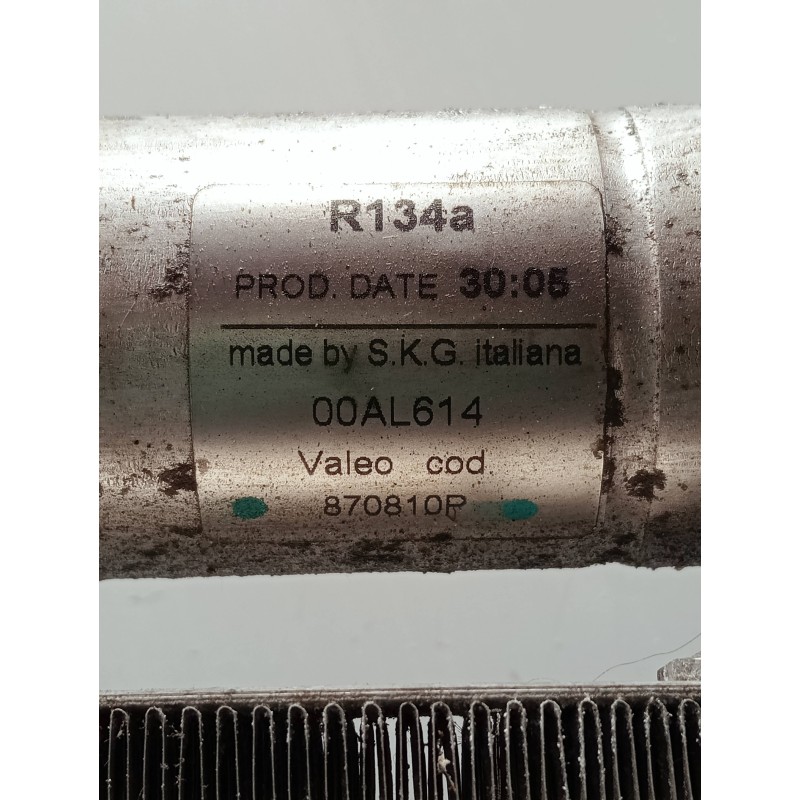 R134a
PROD. DATE 30:05
made by S.K.G. italiana
00AL614
Valeo cod.
870810P